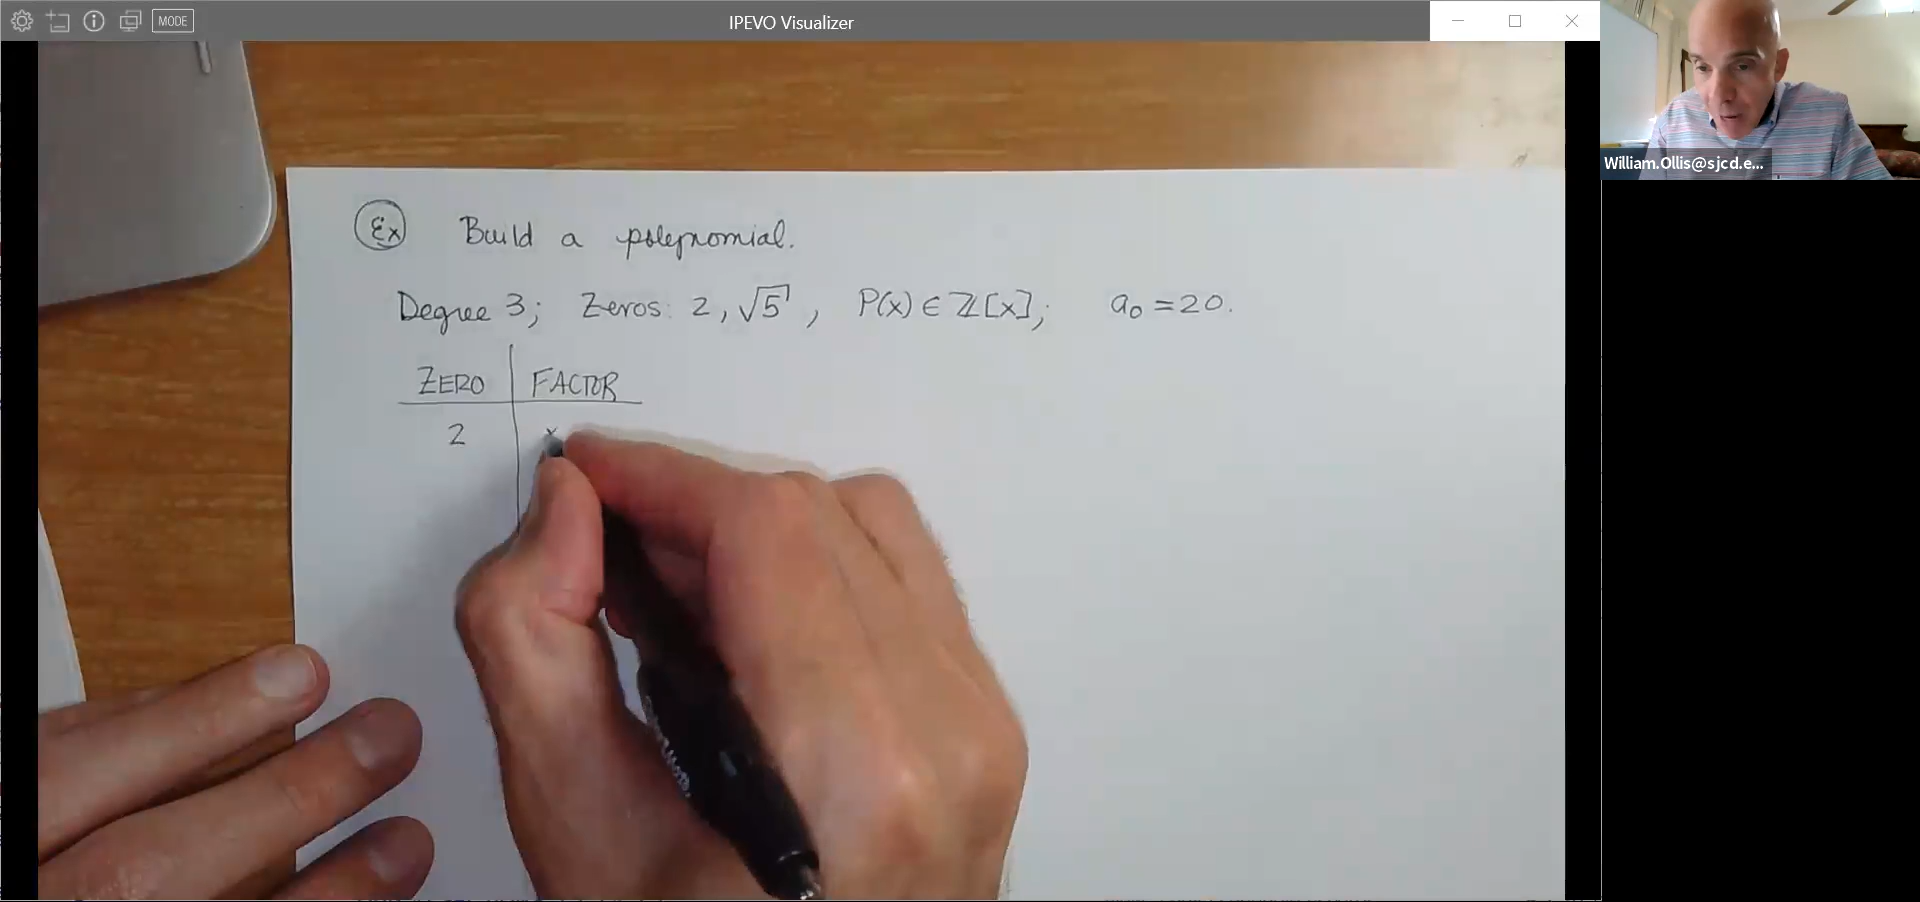 MODE
IPEVO Visualizer
William.Ollis@sjcd.e...
Ex Build a polynomial.
Degree 3; Zeros: 2, √5, P(x) ∈ ℤ[x]; a₀ = 20.
ZERO FACTOR
2 x